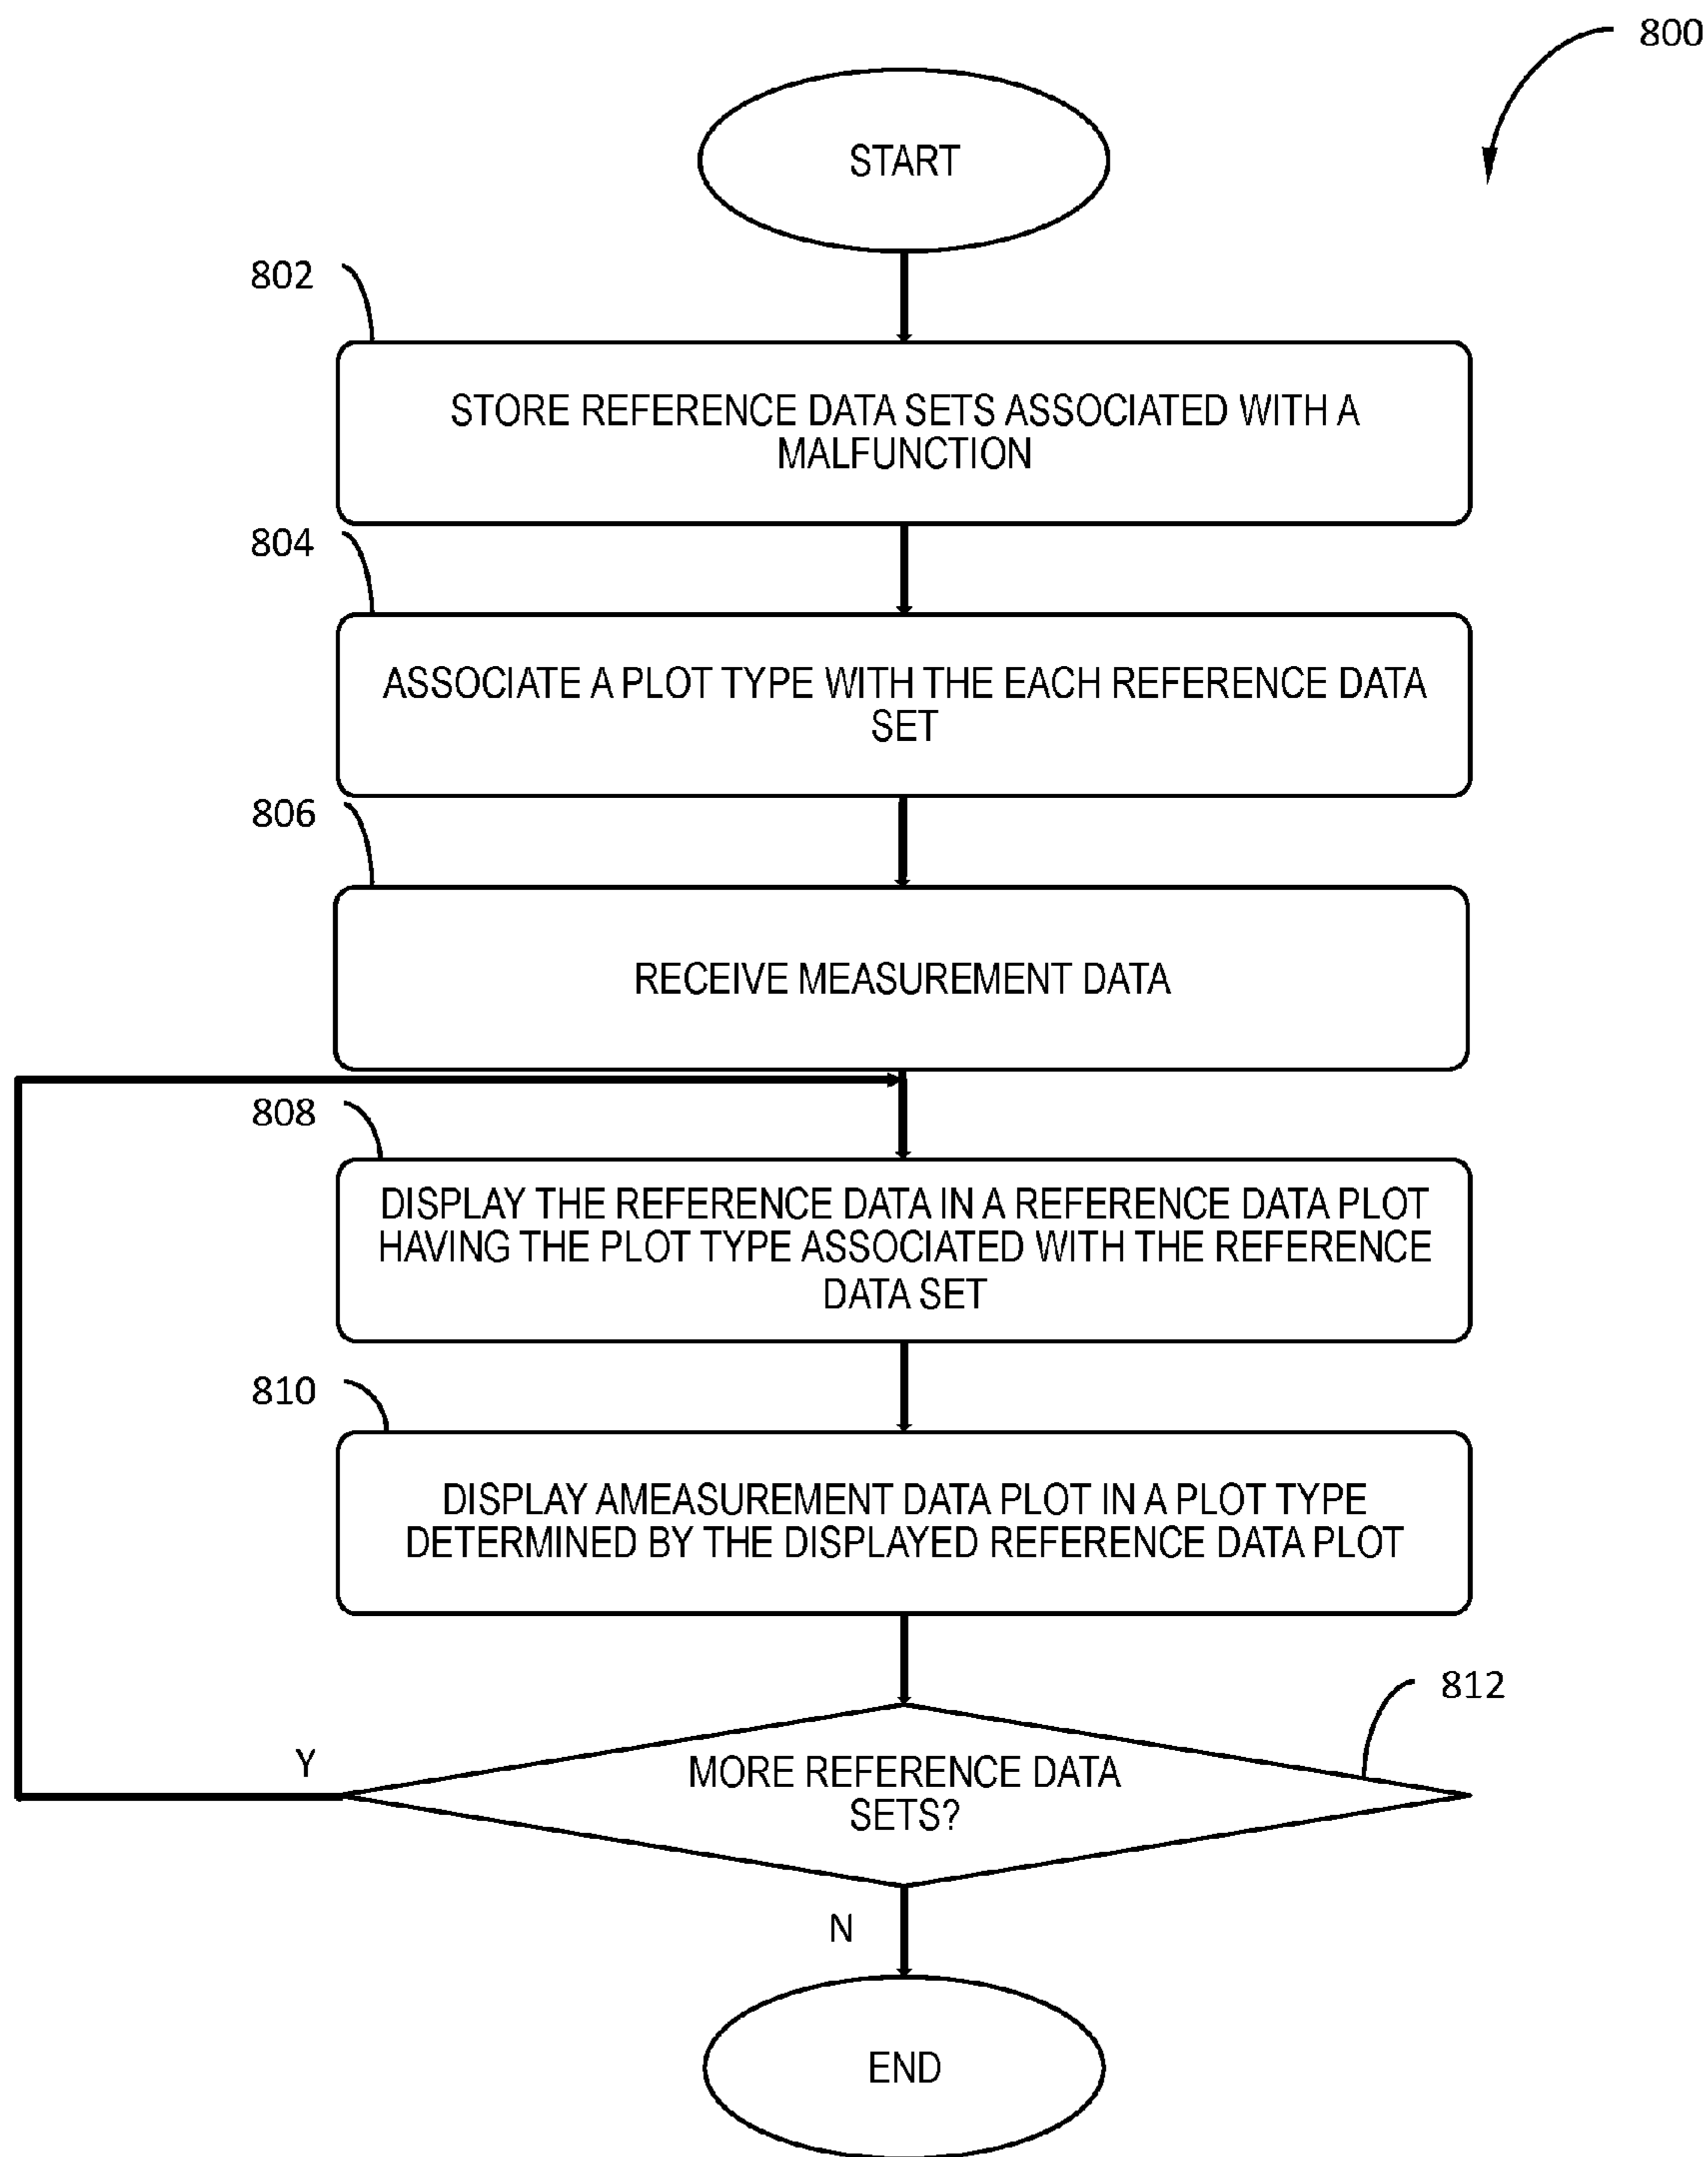 800
START
802
STORE REFERENCE DATA SETS ASSOCIATED WITH A
MALFUNCTION
804
ASSOCIATE A PLOT TYPE WITH THE EACH REFERENCE DATA
SET
806
RECEIVE MEASUREMENT DATA
808
DISPLAY THE REFERENCE DATA IN A REFERENCE DATA PLOT
HAVING THE PLOT TYPE ASSOCIATED WITH THE REFERENCE
DATA SET
810
DISPLAY AMEASUREMENT DATA PLOT IN A PLOT TYPE
DETERMINED BY THE DISPLAYED REFERENCE DATA PLOT
812
Y
MORE REFERENCE DATA
SETS?
N
END